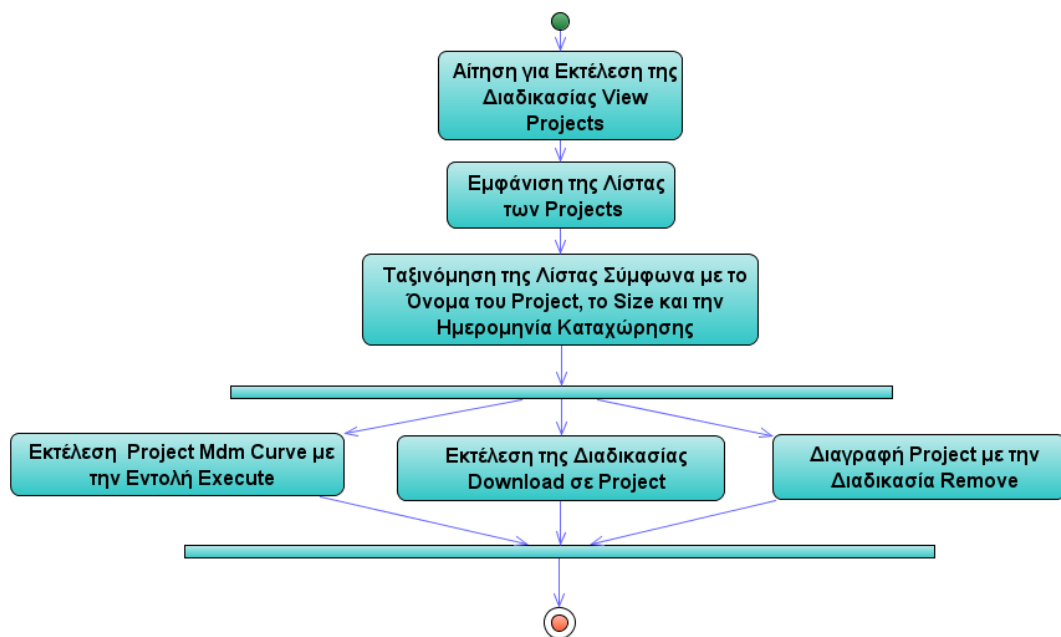 Αίτηση για Εκτέλεση της
Διαδικασίας View
Projects
Εμφάνιση της Λίστας
των Projects
Ταξινόμηση της Λίστας Σύμφωνα με το
Όνομα του Project, το Size και την
Ημερομηνία Καταχώρησης
Εκτέλεση Project Mdm Curve με
την Εντολή Execute
Εκτέλεση της Διαδικασίας
Download σε Project
Διαγραφή Project με την
Διαδικασία Remove